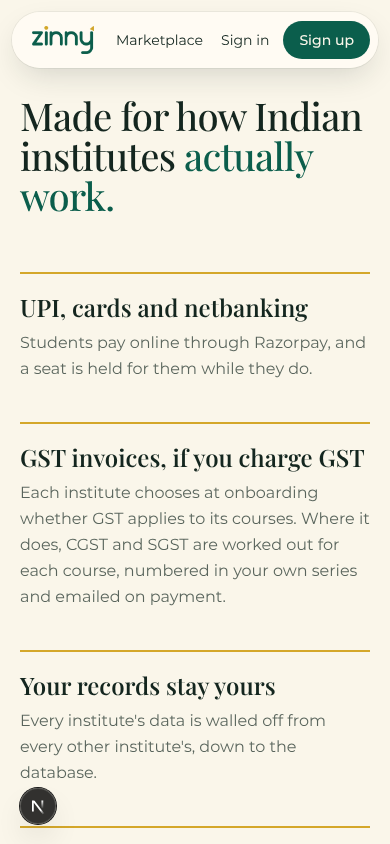 zinny
Marketplace
Sign in
Sign up
Made for how Indian
institutes actually
work.
UPI, cards and netbanking
Students pay online through Razorpay, and
a seat is held for them while they do.
GST invoices, if you charge GST
Each institute chooses at onboarding
whether GST applies to its courses. Where it
does, CGST and SGST are worked out for
each course, numbered in your own series
and emailed on payment.
Your records stay yours
Every institute's data is walled off from
every other institute's, down to the
database.
N